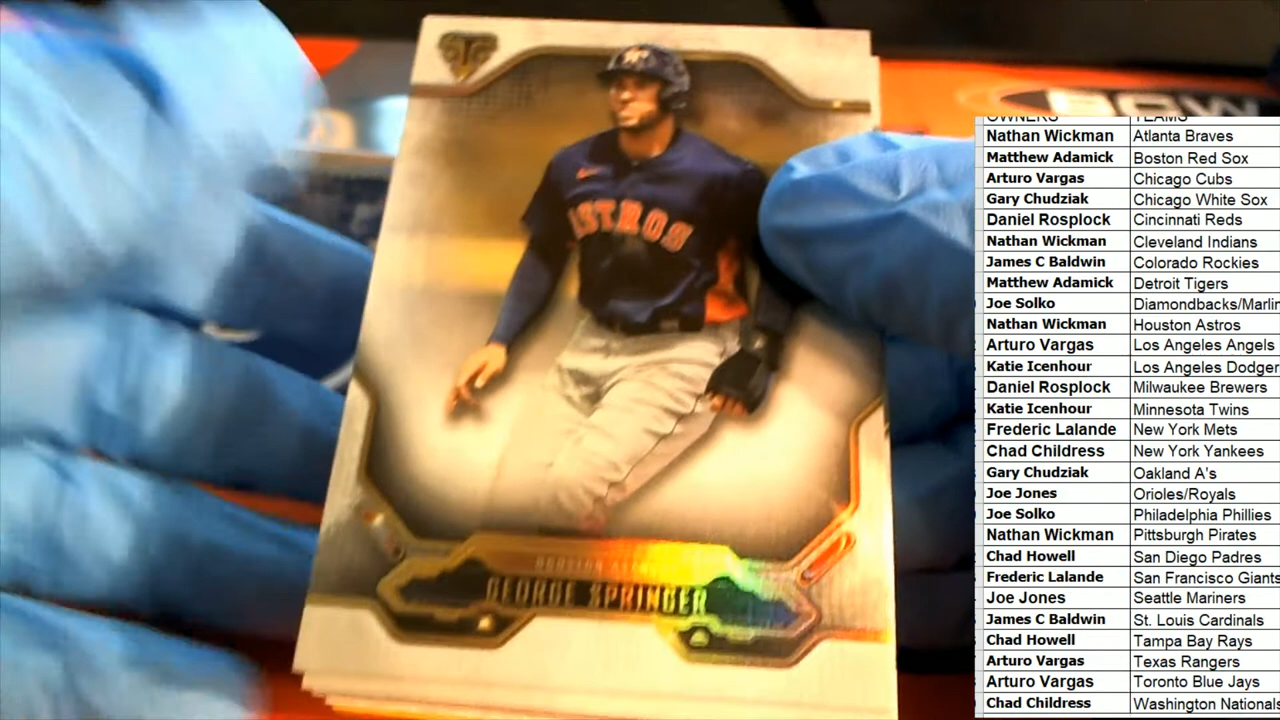 BCW
ASTROS
HOUSTON ASTROS
GEORGE SPRINGER
OWNERS TEAMS
Nathan Wickman Atlanta Braves
Matthew Adamick Boston Red Sox
Arturo Vargas Chicago Cubs
Gary Chudziak Chicago White Sox
Daniel Rosplock Cincinnati Reds
Nathan Wickman Cleveland Indians
James C Baldwin Colorado Rockies
Matthew Adamick Detroit Tigers
Joe Solko Diamondbacks/Marlin
Nathan Wickman Houston Astros
Arturo Vargas Los Angeles Angels
Katie Icenhour Los Angeles Dodger
Daniel Rosplock Milwaukee Brewers
Katie Icenhour Minnesota Twins
Frederic Lalande New York Mets
Chad Childress New York Yankees
Gary Chudziak Oakland A's
Joe Jones Orioles/Royals
Joe Solko Philadelphia Phillies
Nathan Wickman Pittsburgh Pirates
Chad Howell San Diego Padres
Frederic Lalande San Francisco Giants
Joe Jones Seattle Mariners
James C Baldwin St. Louis Cardinals
Chad Howell Tampa Bay Rays
Arturo Vargas Texas Rangers
Arturo Vargas Toronto Blue Jays
Chad Childress Washington Nationals